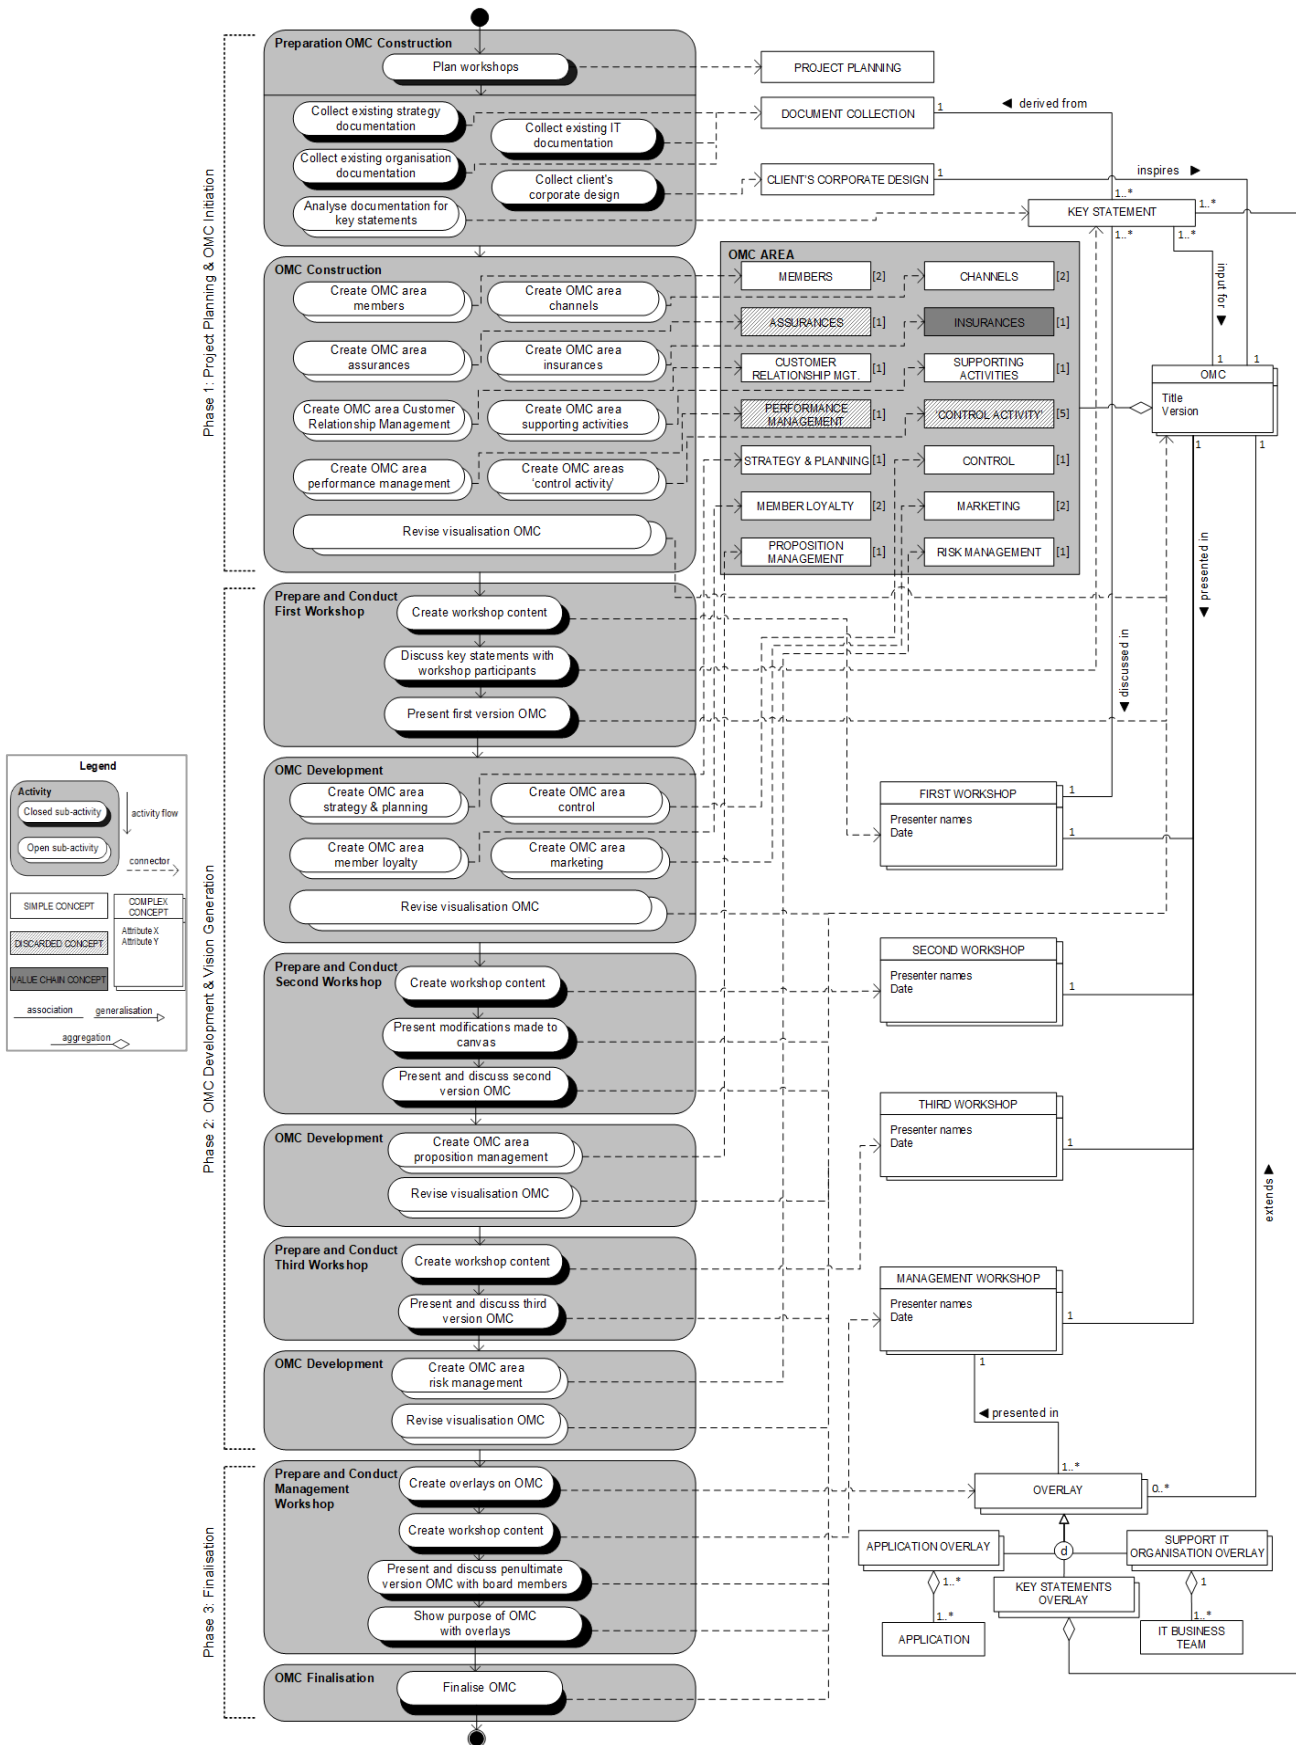 Preparation OMC Construction
Plan workshops
PROJECT PLANNING
Collect existing strategy
documentation
Collect existing IT
documentation
Collect existing organisation
documentation
Collect client's
corporate design
Analyse documentation for
key statements
DOCUMENT COLLECTION
1
◄ derived from
CLIENT'S CORPORATE DESIGN
1
inspires ►
1..*
KEY STATEMENT
1..*
1..*
1..*
input for ►
Phase 1: Project Planning & OMC Initiation
OMC Construction
Create OMC area
members
Create OMC area
channels
Create OMC area
assurances
Create OMC area
insurances
Create OMC area Customer
Relationship Management
Create OMC area
supporting activities
Create OMC area
performance management
Create OMC areas
'control activity'
Revise visualisation OMC
OMC AREA
MEMBERS
[2]
CHANNELS
[2]
ASSURANCES
[1]
INSURANCES
[1]
CUSTOMER
RELATIONSHIP MGT.
[1]
SUPPORTING
ACTIVITIES
[1]
PERFORMANCE
MANAGEMENT
[1]
'CONTROL ACTIVITY'
[5]
STRATEGY & PLANNING
[1]
CONTROL
[1]
MEMBER LOYALTY
[2]
MARKETING
[2]
PROPOSITION
MANAGEMENT
[1]
RISK MANAGEMENT
[1]
1
1
OMC
Title
Version
1
1
presented in ►
discussed in ►
extends ►
Phase 2: OMC Development & Vision Generation
Prepare and Conduct
First Workshop
Create workshop content
Discuss key statements with
workshop participants
Present first version OMC
OMC Development
Create OMC area
strategy & planning
Create OMC area
control
Create OMC area
member loyalty
Create OMC area
marketing
Revise visualisation OMC
FIRST WORKSHOP
Presenter names
Date
1
1
Prepare and Conduct
Second Workshop
Create workshop content
Present modifications made to
canvas
Present and discuss second
version OMC
SECOND WORKSHOP
Presenter names
Date
1
OMC Development
Create OMC area
proposition management
Revise visualisation OMC
THIRD WORKSHOP
Presenter names
Date
1
Prepare and Conduct
Third Workshop
Create workshop content
Present and discuss third
version OMC
MANAGEMENT WORKSHOP
Presenter names
Date
1
1
OMC Development
Create OMC area
risk management
Revise visualisation OMC
◄ presented in
1..*
Phase 3: Finalisation
Prepare and Conduct
Management
Workshop
Create overlays on OMC
Create workshop content
Present and discuss penultimate
version OMC with board members
Show purpose of OMC
with overlays
OVERLAY
0..*
APPLICATION OVERLAY
d
SUPPORT IT
ORGANISATION OVERLAY
KEY STATEMENTS
OVERLAY
1..*
1
1..*
1..*
APPLICATION
IT BUSINESS
TEAM
OMC Finalisation
Finalise OMC
Legend
Activity
Closed sub-activity
Open sub-activity
activity flow
connector
SIMPLE CONCEPT
COMPLEX
CONCEPT
Attribute X
Attribute Y
DISCARDED CONCEPT
VALUE CHAIN CONCEPT
association
generalisation
aggregation